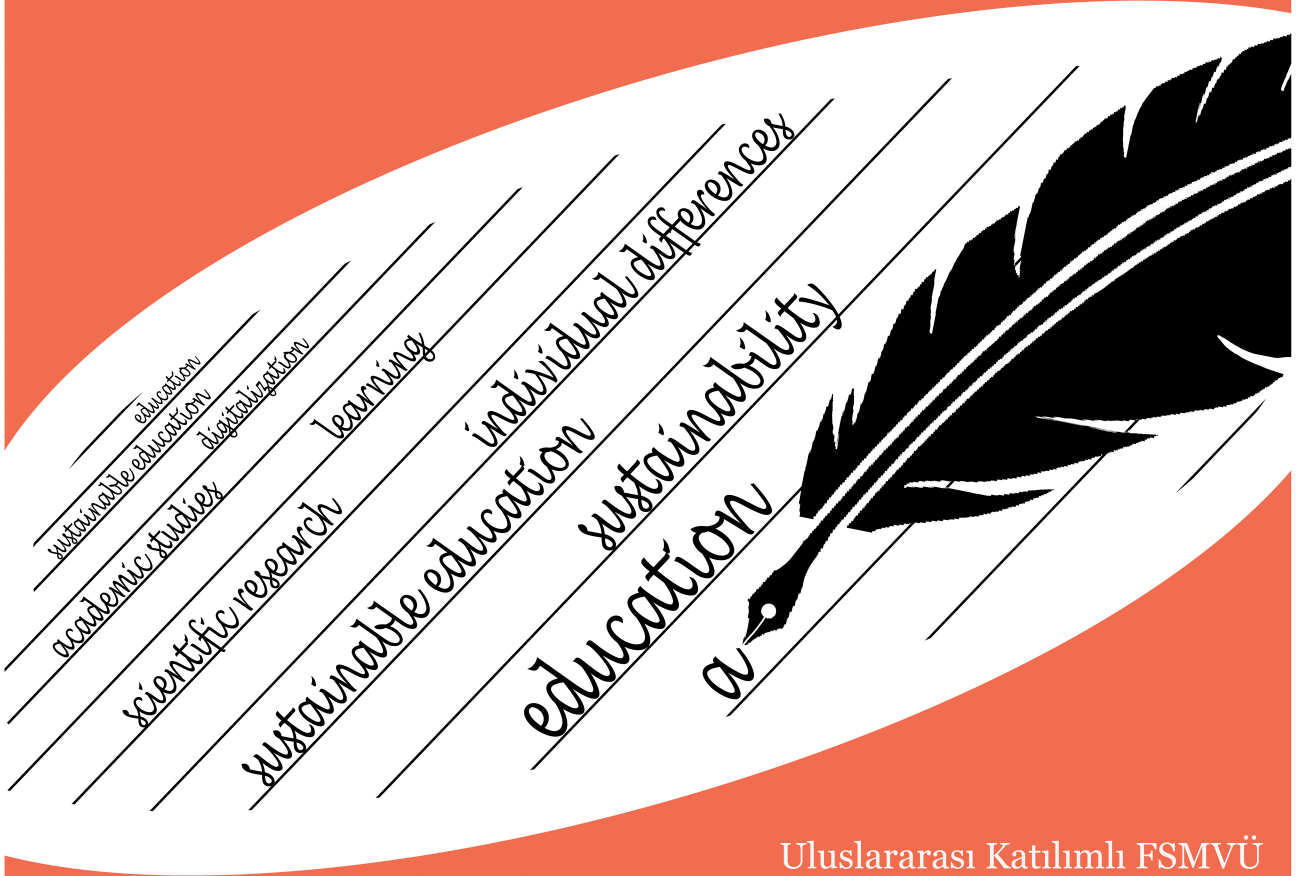 education
sustainable education
digitalization
academic studies
learning
scientific research
individual differences
sustainable education
sustainability
education
a
Uluslararası Katılımlı FSMVÜ